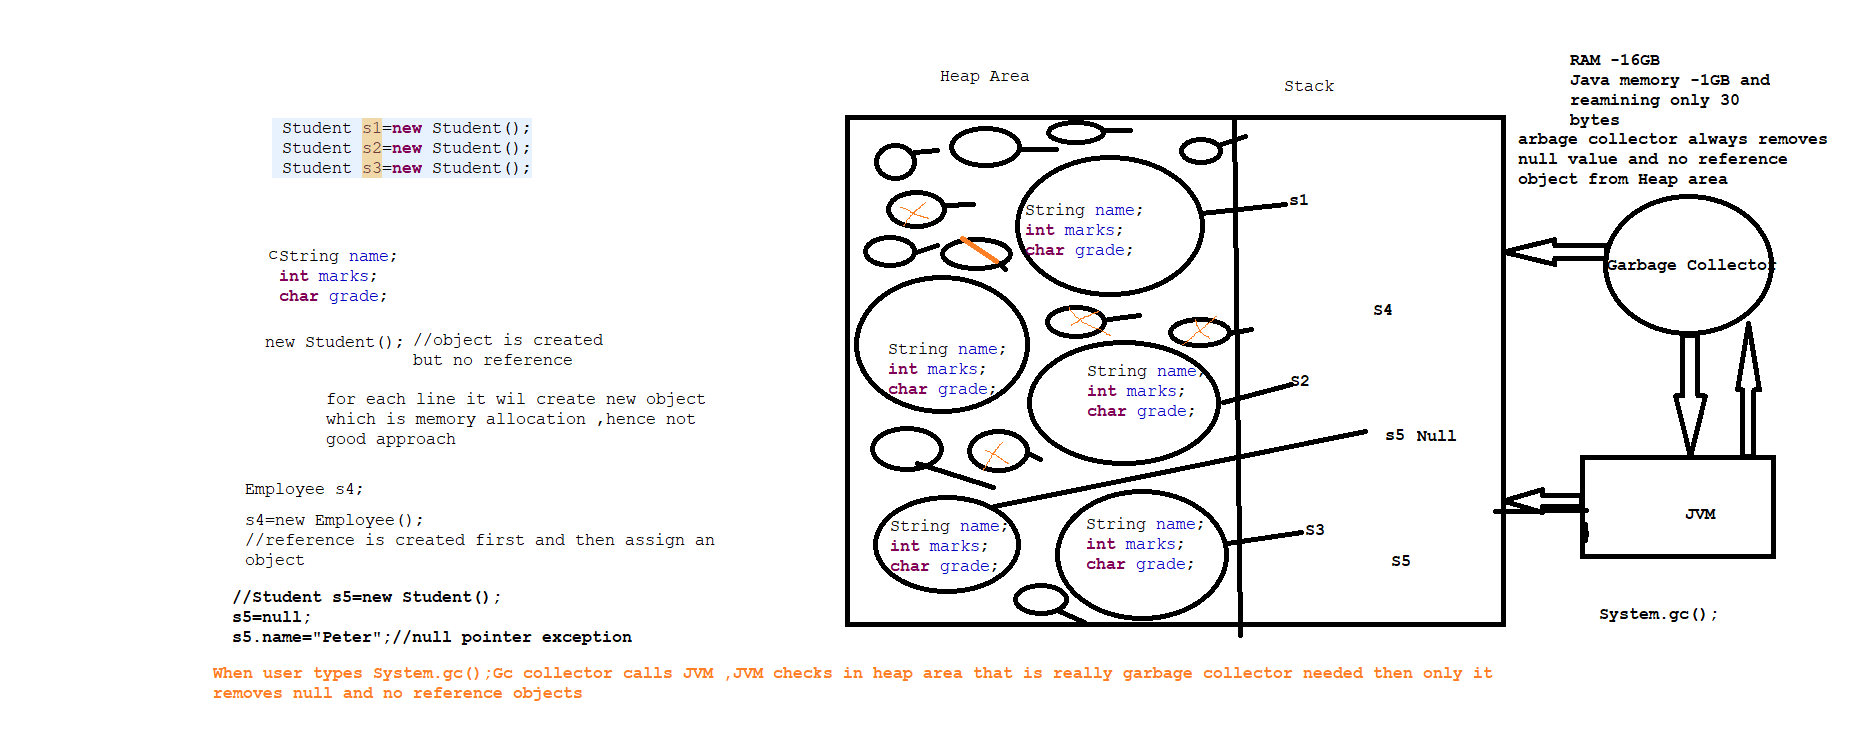 Heap Area
Stack
RAM -16GB
Java memory -1GB and
reamining only 30
bytes
arbage collector always removes
null value and no reference
object from Heap area
Student s1=new Student();
Student s2=new Student();
Student s3=new Student();
cString name;
int marks;
char grade;
new Student(); //object is created
but no reference
for each line it wil create new object
which is memory allocation ,hence not
good approach
Employee s4;
s4=new Employee();
//reference is created first and then assign an
object
//Student s5=new Student();
s5=null;
s5.name="Peter";//null pointer exception
String name;
int marks;
char grade;
s1
S4
String name;
int marks;
char grade;
String name;
int marks;
char grade;
s2
s5 Null
String name;
int marks;
char grade;
String name;
int marks;
char grade;
s3
S5
Garbage Collector
JVM
System.gc();
When user types System.gc();Gc collector calls JVM ,JVM checks in heap area that is really garbage collector needed then only it
removes null and no reference objects